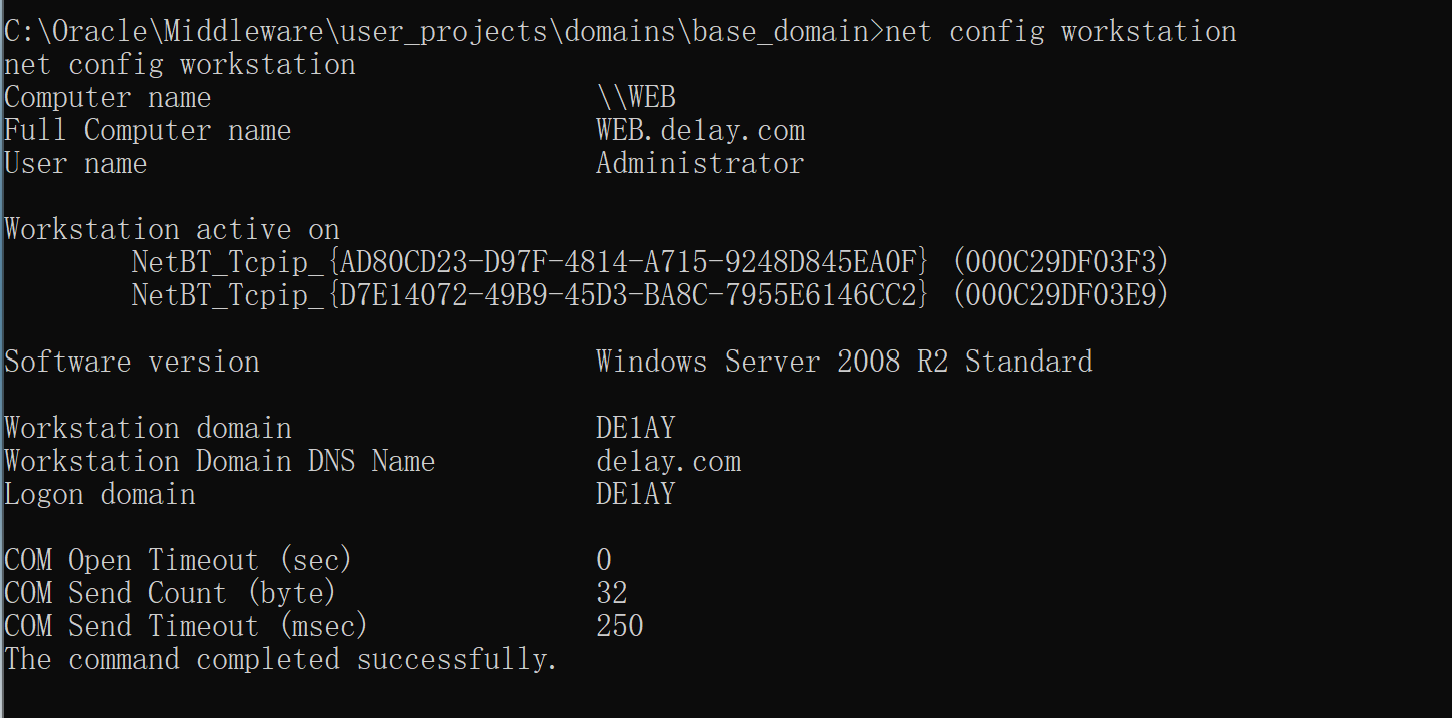 C:\Oracle\Middleware\user_projects\domains\base_domain>net config workstation
net config workstation
Computer name                        \\WEB
Full Computer name                   WEB.de1ay.com
User name                            Administrator
Workstation active on
        NetBT_Tcpip_{AD80CD23-D97F-4814-A715-9248D845EA0F} (000C29DF03F3)
        NetBT_Tcpip_{D7E14072-49B9-45D3-BA8C-7955E6146CC2} (000C29DF03E9)
Software version                     Windows Server 2008 R2 Standard
Workstation domain                   DE1AY
Workstation Domain DNS Name          de1ay.com
Logon domain                         DE1AY
COM Open Timeout (sec)               0
COM Send Count (byte)                32
COM Send Timeout (msec)              250
The command completed successfully.